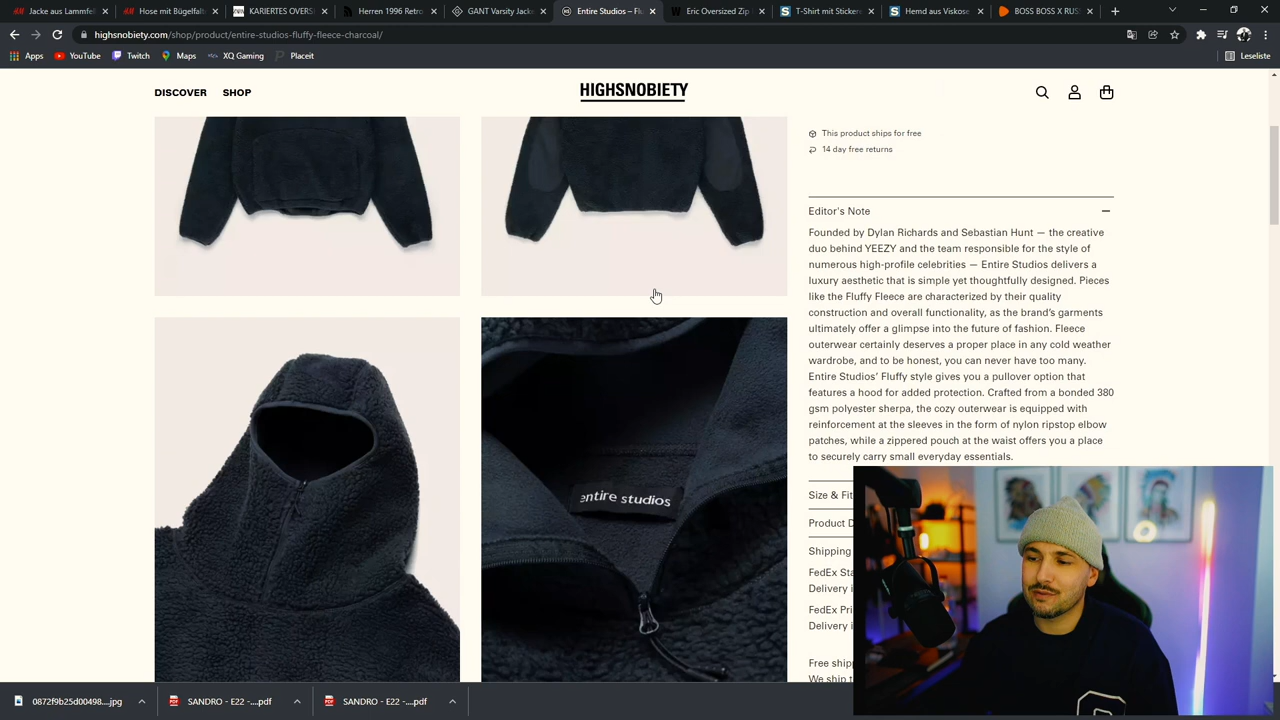 Jacke aus Lammfel
Hose mit Bügelfalt
KARIERTES OVERS
Herren 1996 Retro
GANT Varsity Jacke
Entire Studios – Flu
Eric Oversized Zip
T-Shirt mit Stickere
Hemd aus Viskose
BOSS BOSS X RUS
highsnobiety.com/shop/product/entire-studios-fluffy-fleece-charcoal/
Apps
YouTube
Twitch
Maps
XQ Gaming
Placeit
Leseliste
DISCOVER
SHOP
HIGHSNOBIETY
This product ships for free
14 day free returns
Editor's Note
Founded by Dylan Richards and Sebastian Hunt — the creative
duo behind YEEZY and the team responsible for the style of
numerous high-profile celebrities — Entire Studios delivers a
luxury aesthetic that is simple yet thoughtfully designed. Pieces
like the Fluffy Fleece are characterized by their quality
construction and overall functionality, as the brand's garments
ultimately offer a glimpse into the future of fashion. Fleece
outerwear certainly deserves a proper place in any cold weather
wardrobe, and to be honest, you can never have too many.
Entire Studios' Fluffy style gives you a pullover option that
features a hood for added protection. Crafted from a bonded 380
gsm polyester sherpa, the cozy outerwear is equipped with
reinforcement at the sleeves in the form of nylon ripstop elbow
patches, while a zippered pouch at the waist offers you a place
to securely carry small everyday essentials.
entire studios
Size & Fit
Product D
Shipping
FedEx Sta
Delivery i
FedEx Pri
Delivery i
Free shipp
We ship t
0872f9b25d00498....jpg
SANDRO - E22 -....pdf
SANDRO - E22 -....pdf